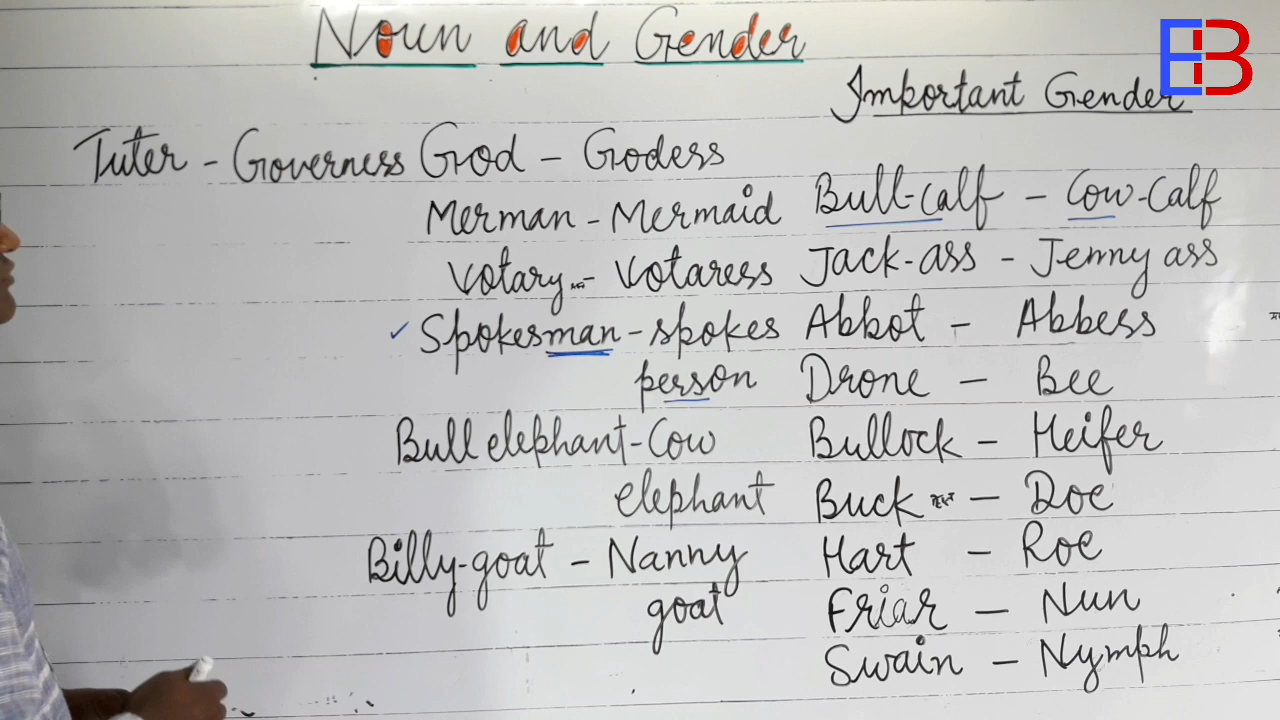 Noun and Gender
EB
Important Gender
Tuter - Governess
God - Godess
Merman - Mermaid
Votary - Votaress
Spokesman - spokes
person
Bull elephant - Cow
elephant
Billy-goat - Nanny
goat
Bull-calf - Cow-Calf
Jack-ass - Jenny ass
Abbot - Abbess
Drone - Bee
Bullock - Heifer
Buck - Doe
Hart - Roe
Friar - Nun
Swain - Nymph